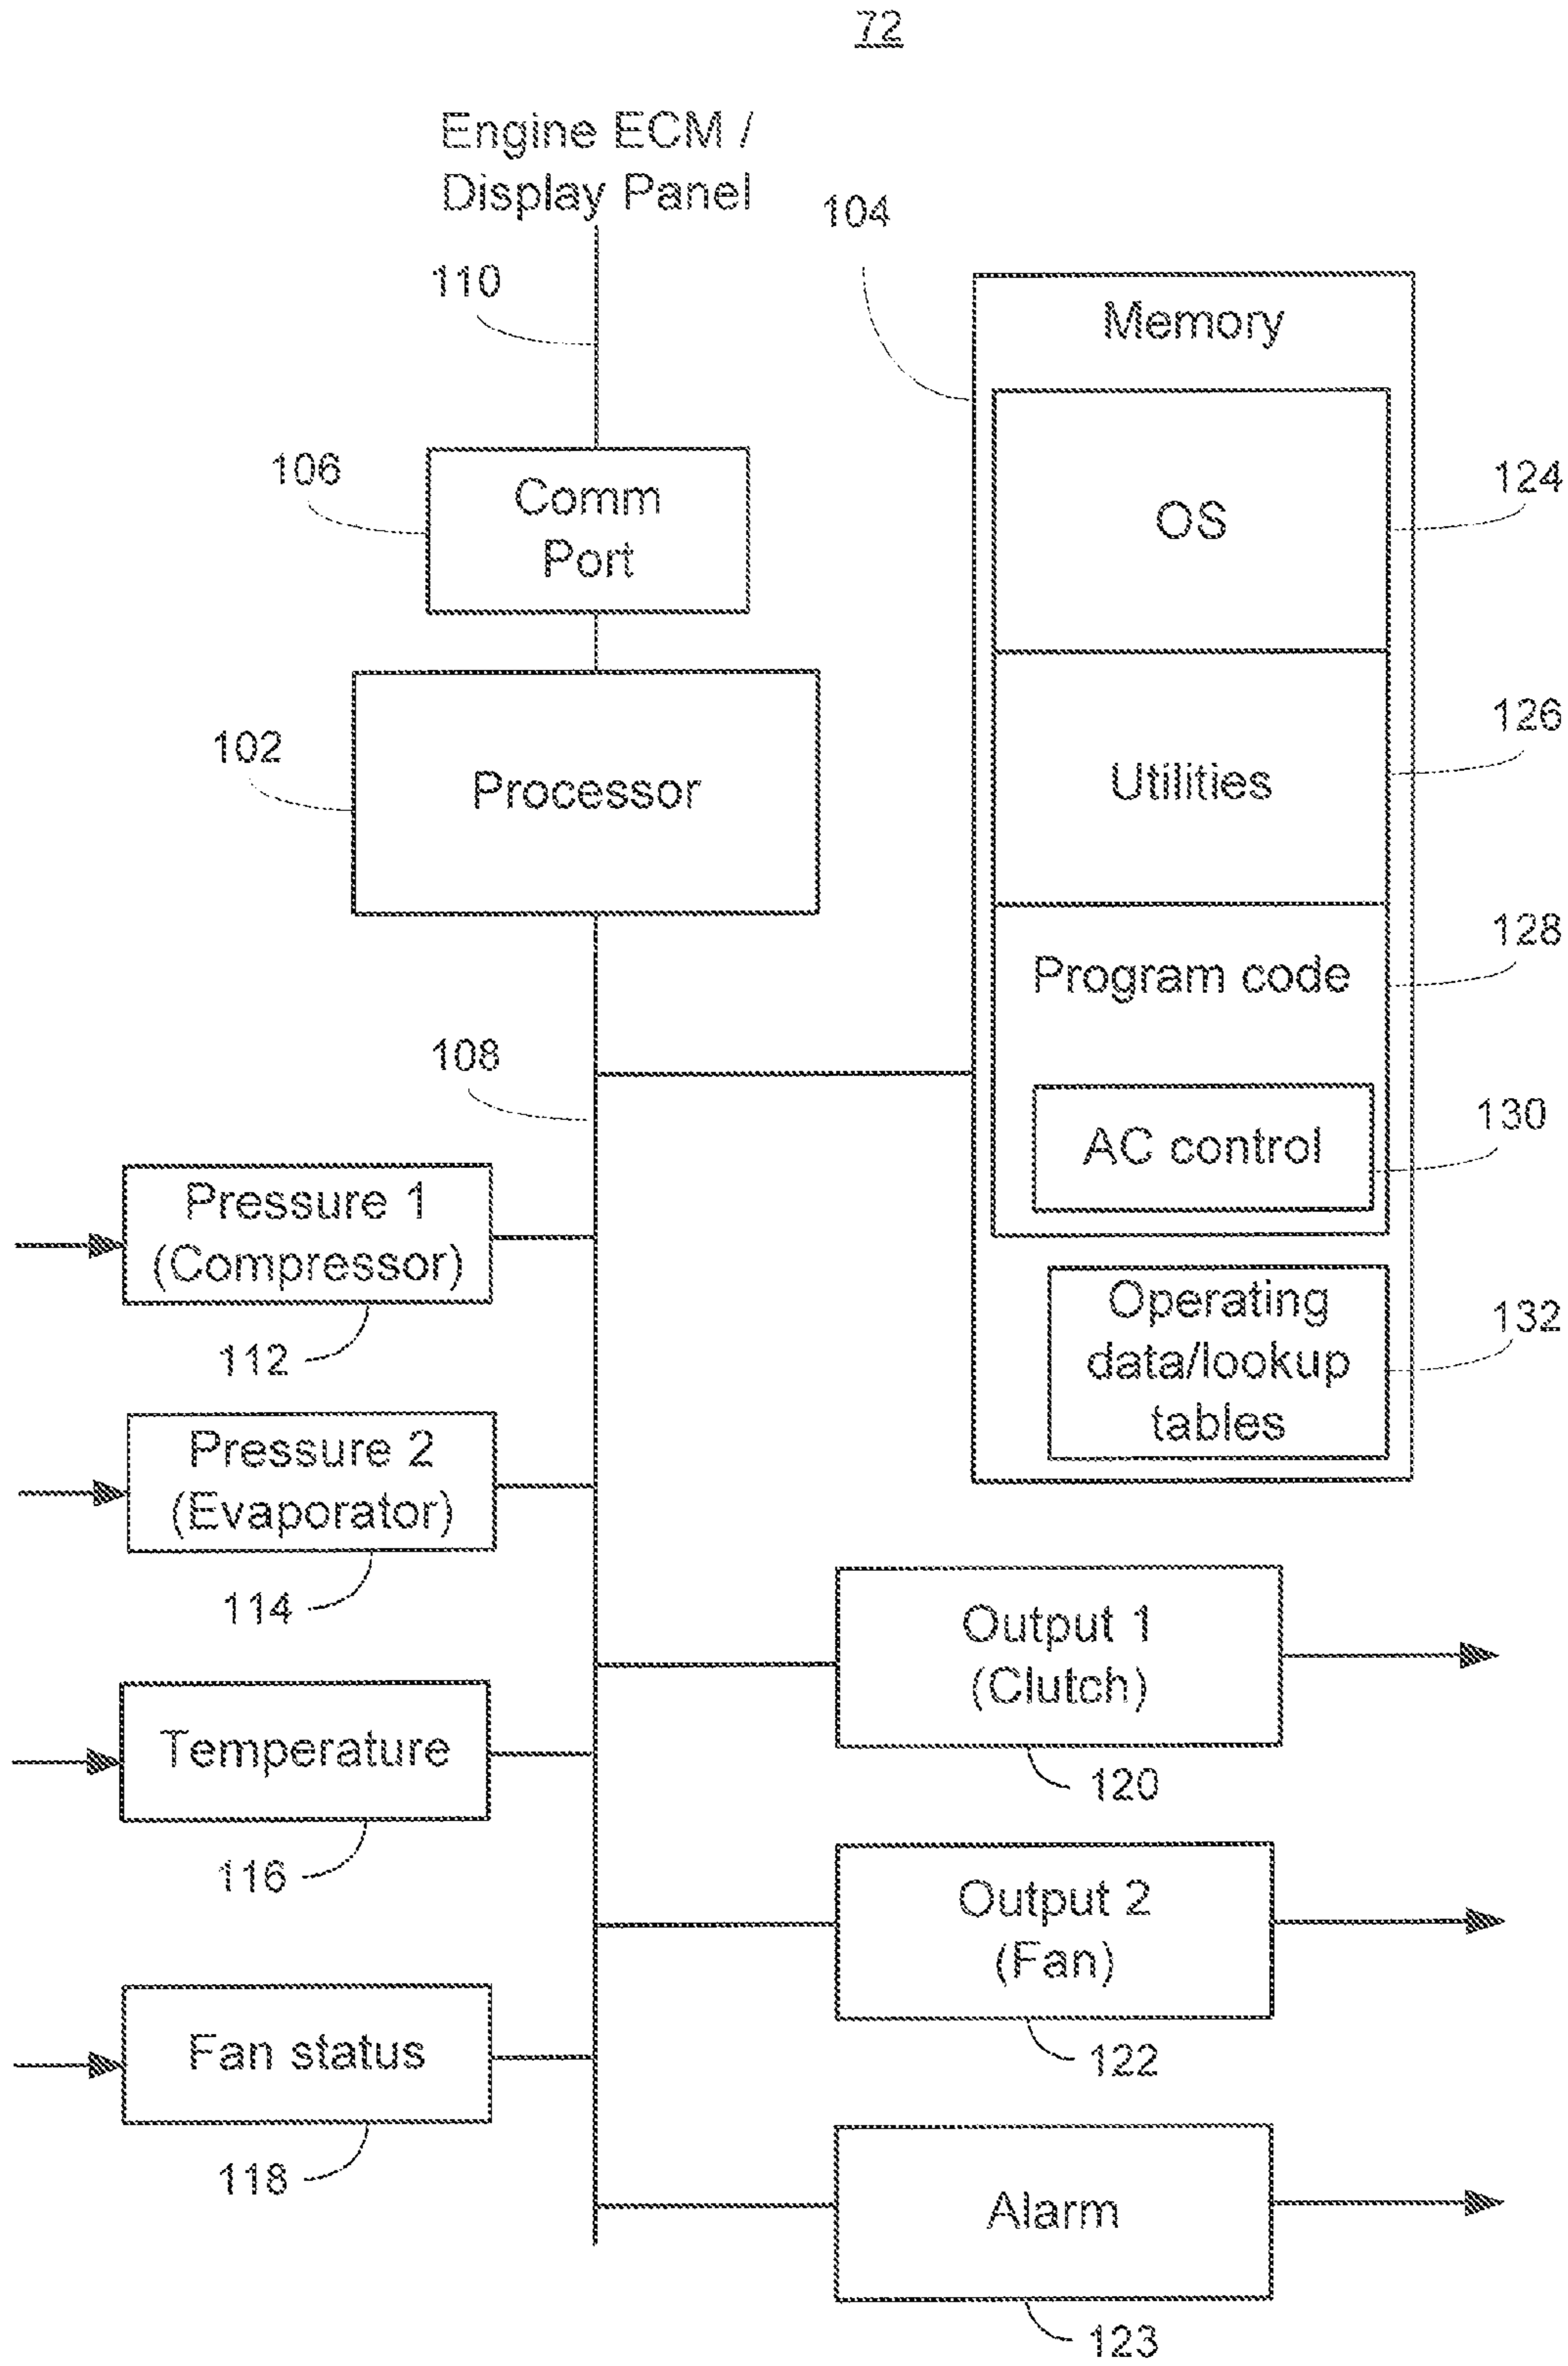 72
Engine ECM /
Display Panel
110
104
Memory
106
Comm
Port
OS
124
102
Processor
Utilities
126
Program code
128
108
AC control
130
Pressure 1
(Compressor)
112
Operating
data/lookup
tables
132
Pressure 2
(Evaporator)
114
Output 1
(Clutch)
120
Temperature
116
Output 2
(Fan)
122
Fan status
118
Alarm
123